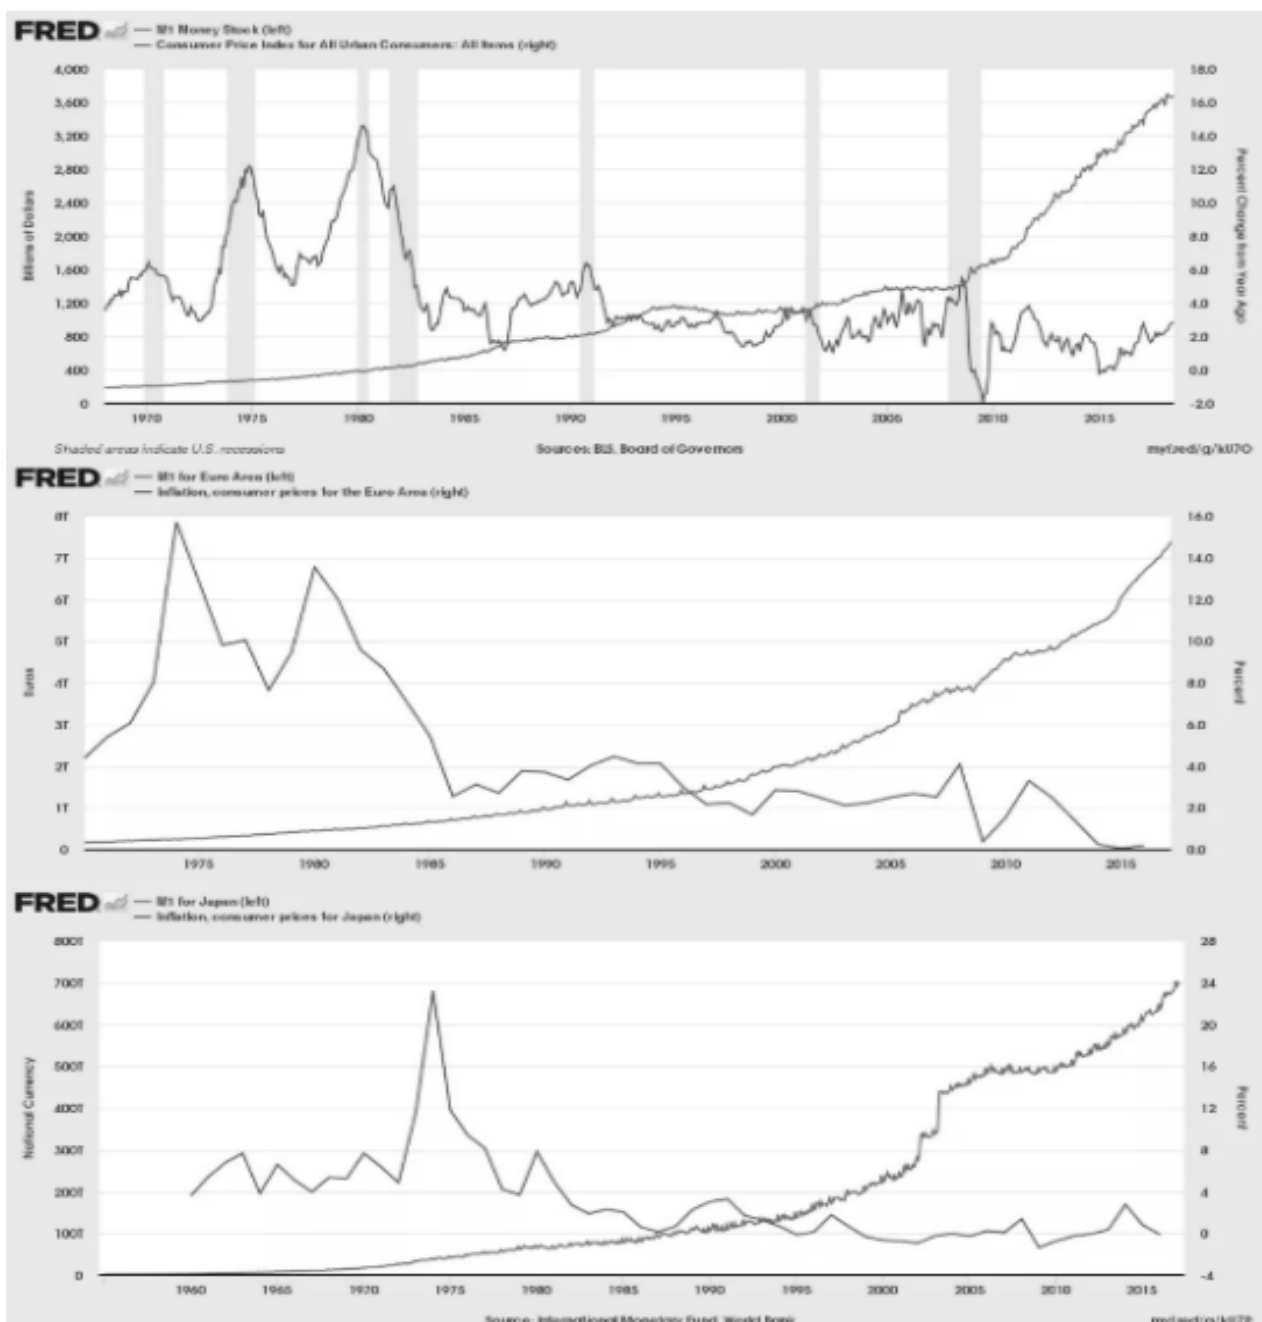 FRED — M1 Money Stock (left)
— Consumer Price Index for All Urban Consumers: All Items (right)
4,000 18.0
3,600 16.0
3,200 14.0
2,800 12.0
2,400 10.0
2,000 8.0
1,600 6.0
1,200 4.0
800 2.0
400 0.0
0 -2.0
Billions of Dollars
Percent Change from Year Ago
1970 1975 1980 1985 1990 1995 2000 2005 2010 2015
Shaded areas indicate U.S. recessions Sources: BLS, Board of Governors
FRED — M1 for Euro Area (left)
— Inflation, consumer prices for the Euro Area (right)
8T 16.0
7T 14.0
6T 12.0
5T 10.0
4T 8.0
3T 6.0
2T 4.0
1T 2.0
0 0.0
Euros
Percent
1975 1980 1985 1990 1995 2000 2005 2010 2015
FRED — M1 for Japan (left)
— Inflation, consumer prices for Japan (right)
800T 28
700T 24
600T 20
500T 16
400T 12
300T 8
200T 4
100T 0
0 -4
National Currency
Percent
1960 1965 1970 1975 1980 1985 1990 1995 2000 2005 2010 2015
Source: International Monetary Fund, World Bank